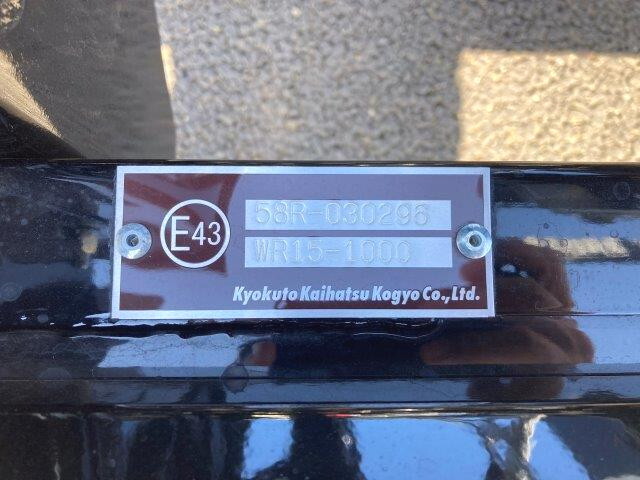 E43
58R-030296
WR15-1000
Kyokuto Kaihatsu Kogyo Co.,Ltd.